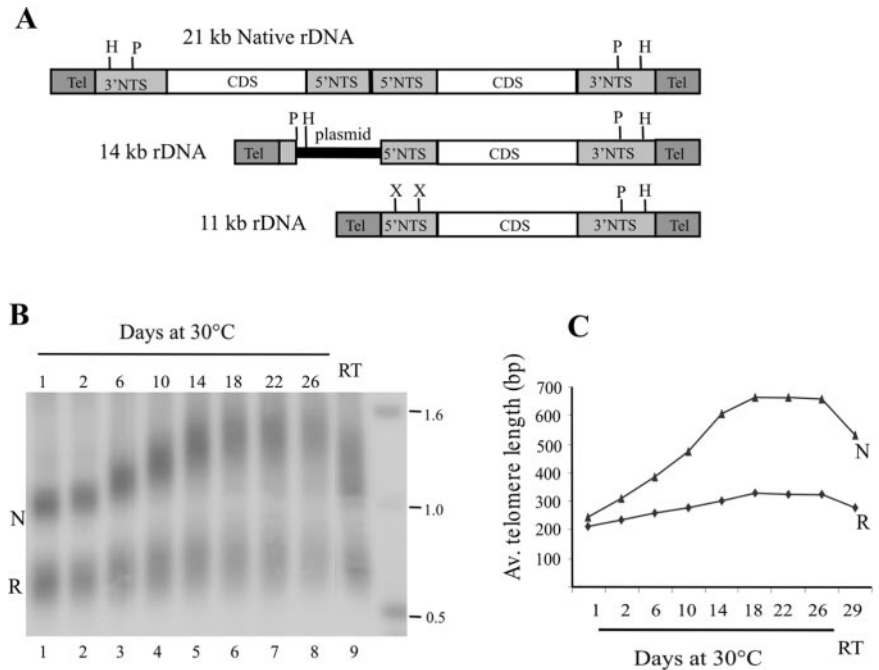 A
21 kb Native rDNA
H P P H
Tel 3'NTS CDS 5'NTS 5'NTS CDS 3'NTS Tel
P H plasmid P H
14 kb rDNA Tel 5'NTS CDS 3'NTS Tel
X X P H
11 kb rDNA Tel 5'NTS CDS 3'NTS Tel
B
Days at 30°C
1 2 6 10 14 18 22 26 RT
1.6
N
1.0
R
0.5
1 2 3 4 5 6 7 8 9
C
Av. telomere length (bp)
700
600
500
400
300
200
100
N
R
1 2 6 10 14 18 22 26 29
Days at 30°C RT